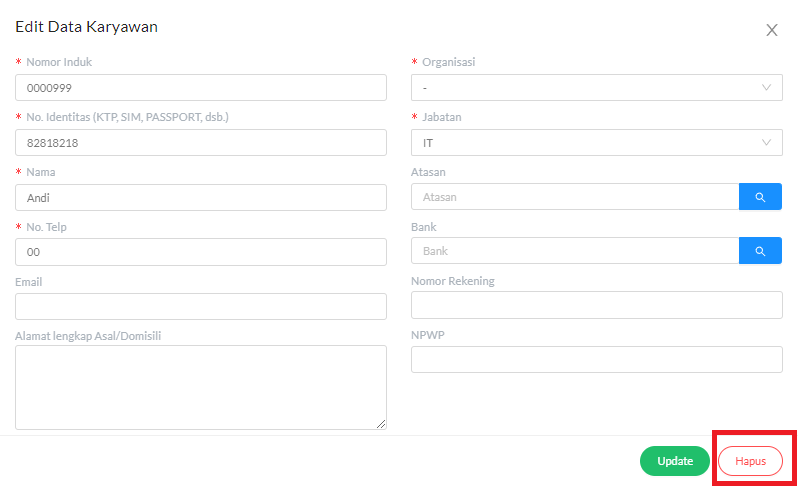 Edit Data Karyawan
* Nomor Induk
0000999
* No. Identitas (KTP, SIM, PASSPORT, dsb.)
82818218
* Nama
Andi
* No. Telp
00
Email
Alamat lengkap Asal/Domisili
* Organisasi
-
* Jabatan
IT
Atasan
Atasan
Bank
Bank
Nomor Rekening
NPWP
Update
Hapus